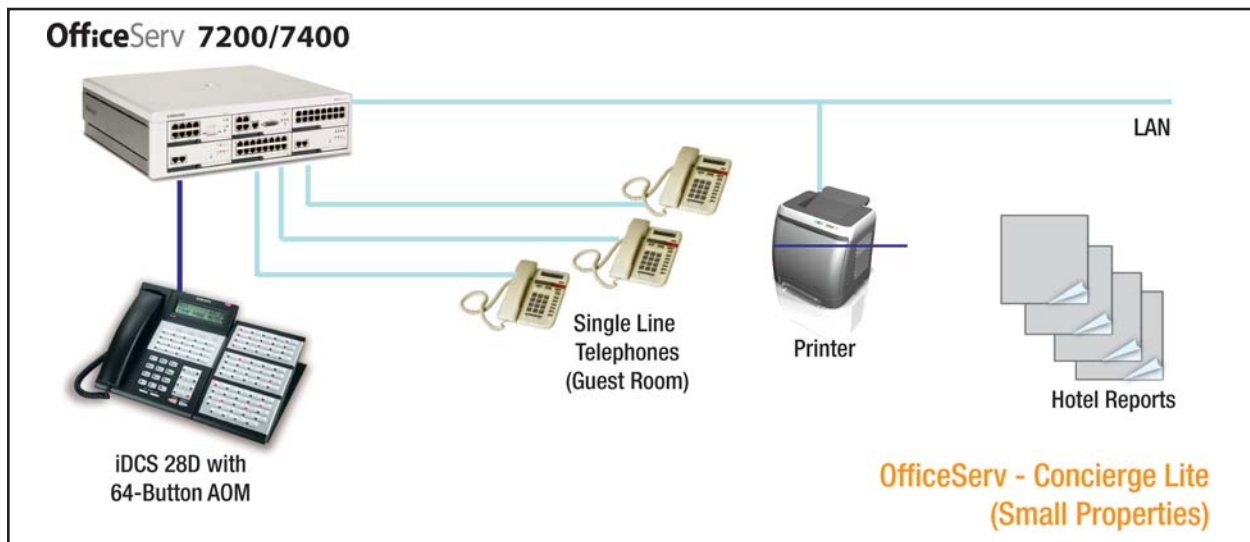 OfficeServ 7200/7400
LAN
Single Line
Telephones
(Guest Room)
Printer
Hotel Reports
iDCS 28D with
64-Button AOM
OfficeServ - Concierge Lite
(Small Properties)